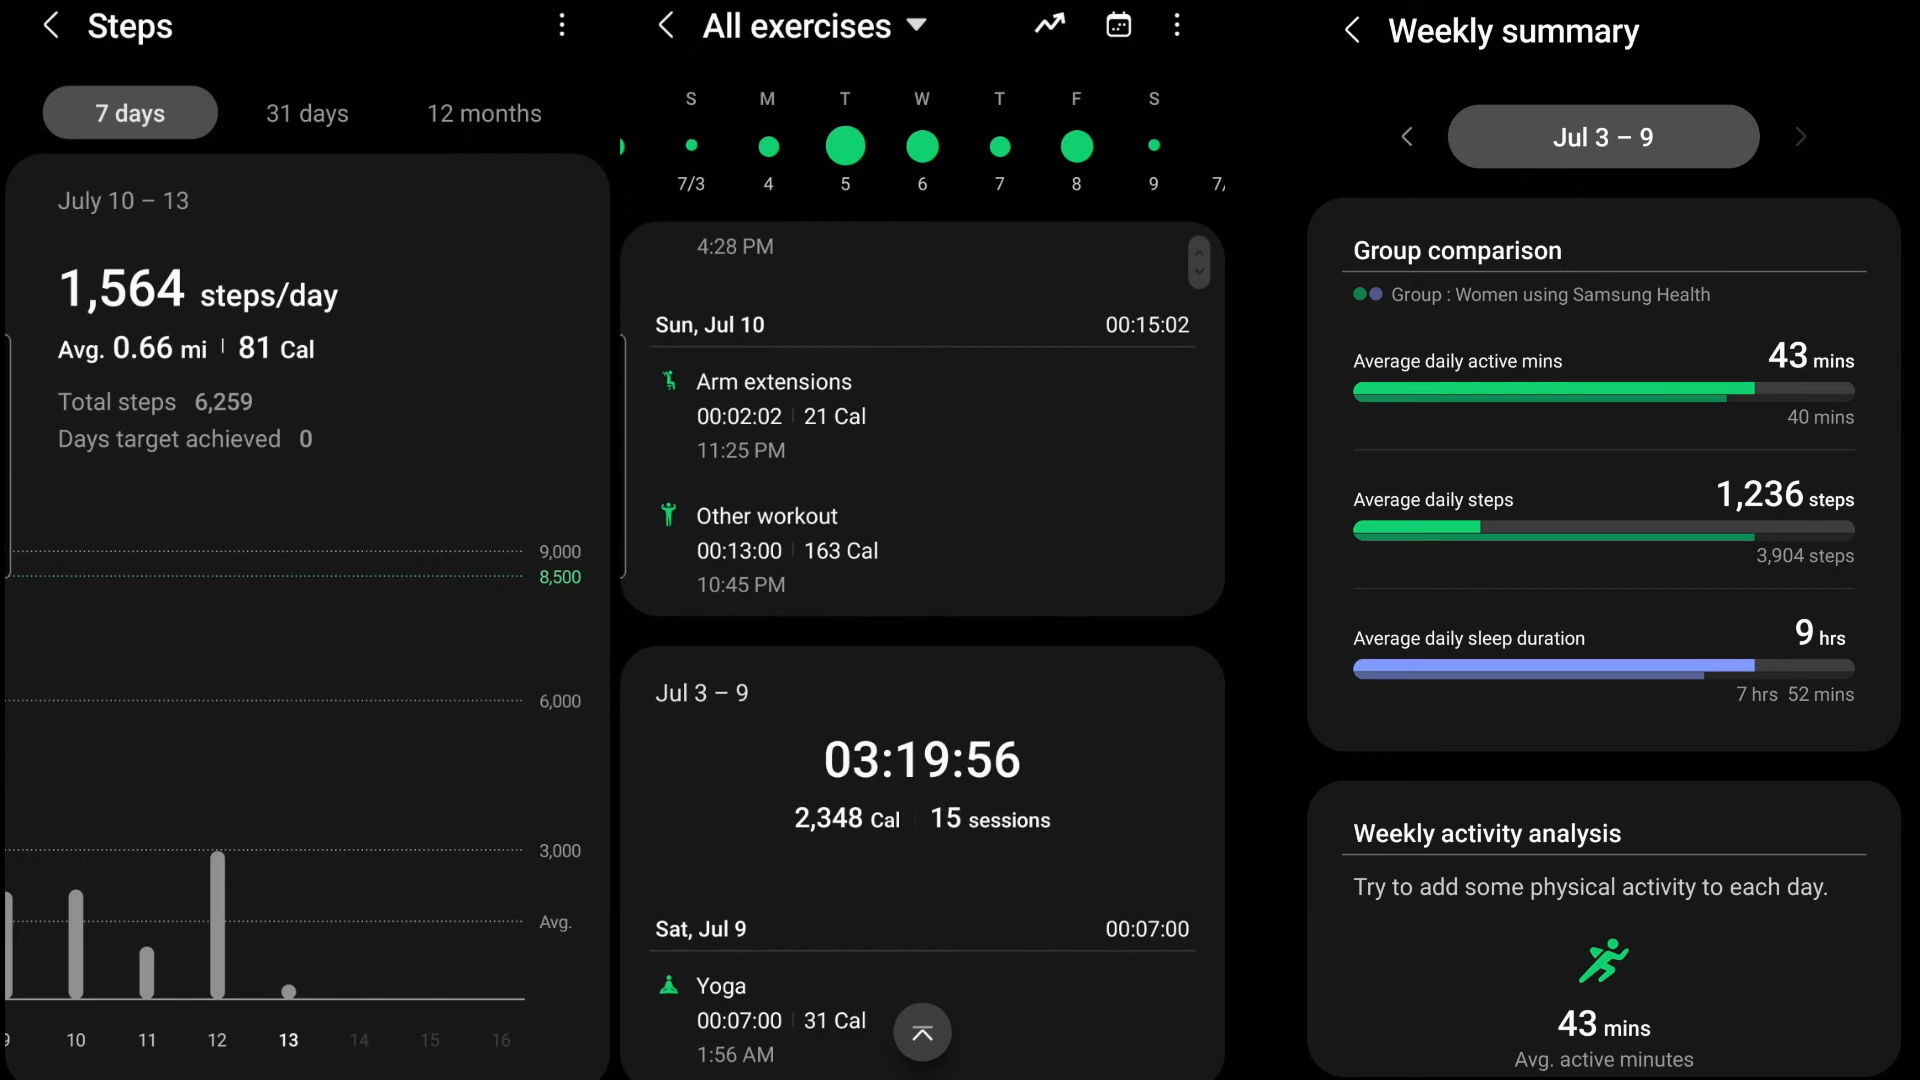 Steps
7 days
31 days
12 months
July 10 – 13
1,564 steps/day
Avg. 0.66 mi | 81 Cal
Total steps 6,259
Days target achieved 0
9,000
8,500
6,000
3,000
Avg.
9 10 11 12 13 14 15 16
All exercises
S M T W T F S
7/3 4 5 6 7 8 9 7/
4:28 PM
Sun, Jul 10 00:15:02
Arm extensions
00:02:02 | 21 Cal
11:25 PM
Other workout
00:13:00 | 163 Cal
10:45 PM
Jul 3 – 9
03:19:56
2,348 Cal | 15 sessions
Sat, Jul 9 00:07:00
Yoga
00:07:00 | 31 Cal
1:56 AM
Weekly summary
Jul 3 – 9
Group comparison
Group : Women using Samsung Health
Average daily active mins 43 mins
40 mins
Average daily steps 1,236 steps
3,904 steps
Average daily sleep duration 9 hrs
7 hrs 52 mins
Weekly activity analysis
Try to add some physical activity to each day.
43 mins
Avg. active minutes